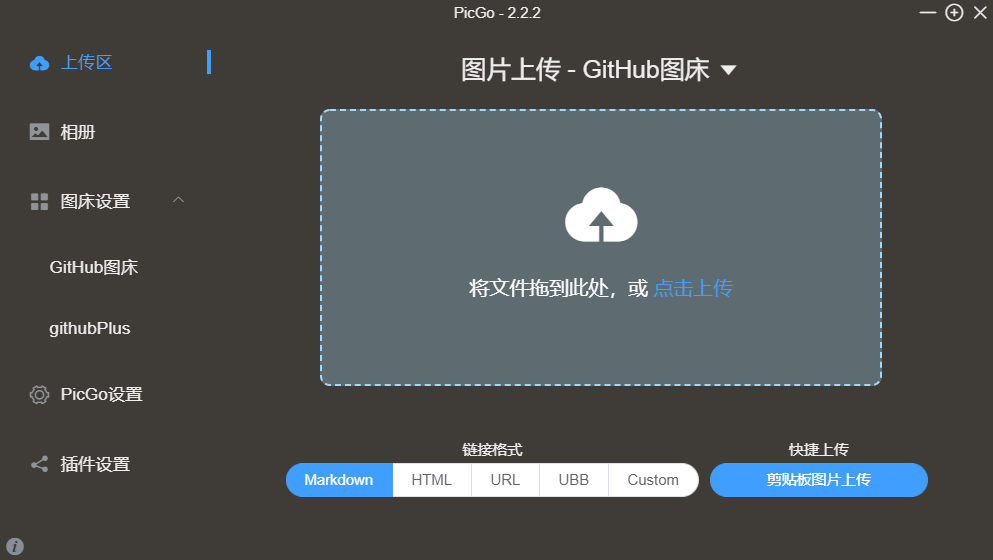 PicGo - 2.2.2
上传区
相册
图床设置
GitHub图床
githubPlus
PicGo设置
插件设置
图片上传 - GitHub图床
将文件拖到此处，或 点击上传
链接格式
Markdown HTML URL UBB Custom
快捷上传
剪贴板图片上传